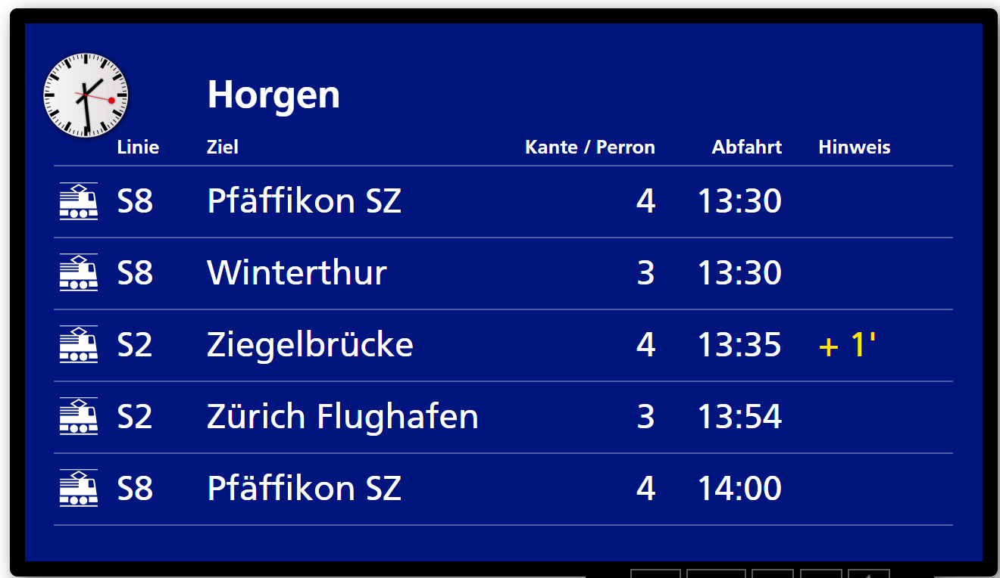 Horgen
Linie Ziel Kante / Perron Abfahrt Hinweis
S8 Pfäffikon SZ 4 13:30
S8 Winterthur 3 13:30
S2 Ziegelbrücke 4 13:35 + 1'
S2 Zürich Flughafen 3 13:54
S8 Pfäffikon SZ 4 14:00